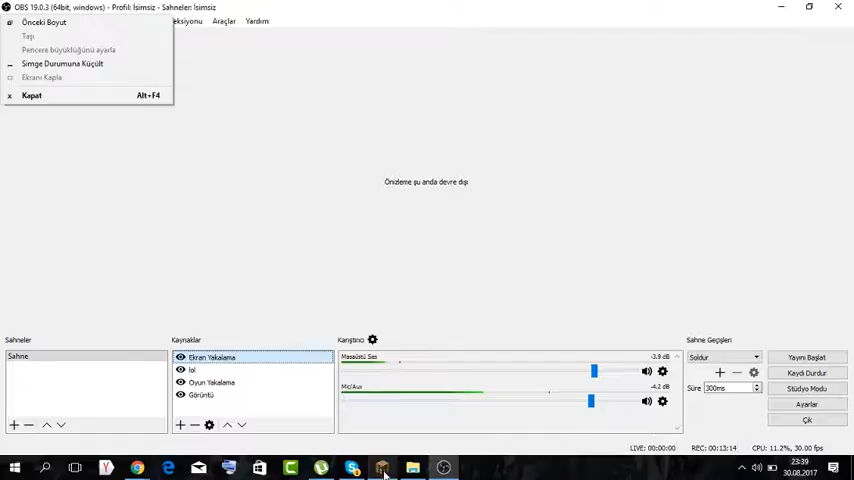 OBS 19.0.3 (64bit, windows) - Profil: İsimsiz - Sahneler: İsimsiz
eksiyonu Araçlar Yardım
Önceki Boyut
Taşı
Pencere büyüklüğünü ayarla
Simge Durumuna Küçült
Ekranı Kapla
Kapat Alt+F4
Önizleme şu anda devre dışı
Sahneler
Sahne
Kaynaklar
Ekran Yakalama
lol
Oyun Yakalama
Görüntü
Karıştırıcı
Masaüstü Ses -3.9 dB
Mic/Aux -4.2 dB
Sahne Geçişleri
Soldur
Süre 300ms
Yayını Başlat
Kaydı Durdur
Stüdyo Modu
Ayarlar
Çık
LIVE: 00:00:00 REC: 00:13:14 CPU: 11.2%, 30.00 fps
23:39
30.08.2017